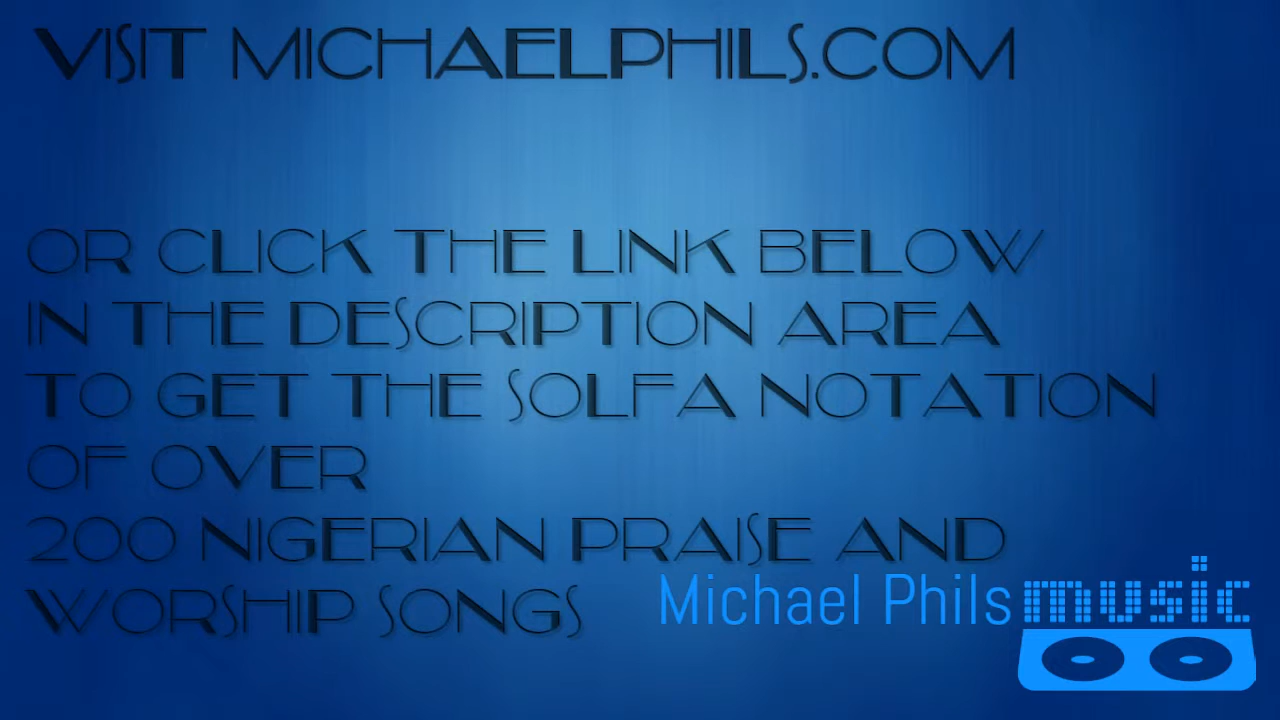 VISIT MICHAELPHILS.COM
OR CLICK THE LINK BELOW
IN THE DESCRIPTION AREA
TO GET THE SOLFA NOTATION
OF OVER
200 NIGERIAN PRAISE AND
WORSHIP SONGS
Michael Phils music